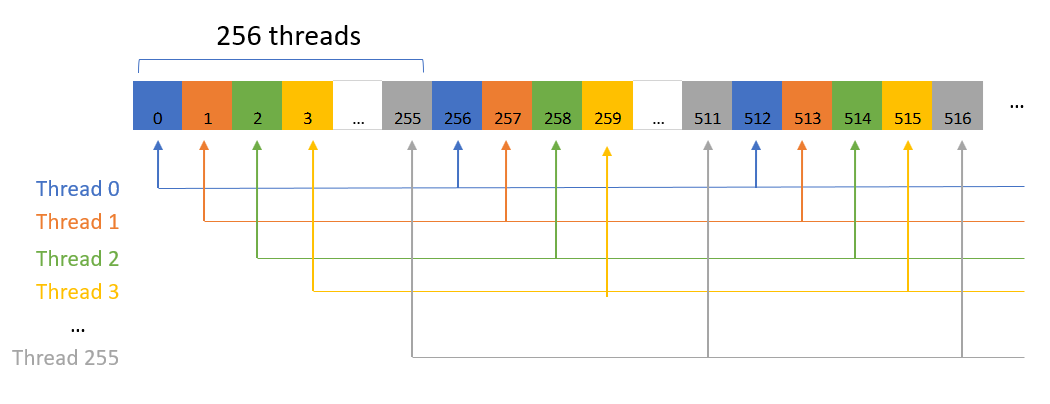 256 threads
0 1 2 3 ... 255 256 257 258 259 ... 511 512 513 514 515 516 ...
Thread 0
Thread 1
Thread 2
Thread 3
...
Thread 255